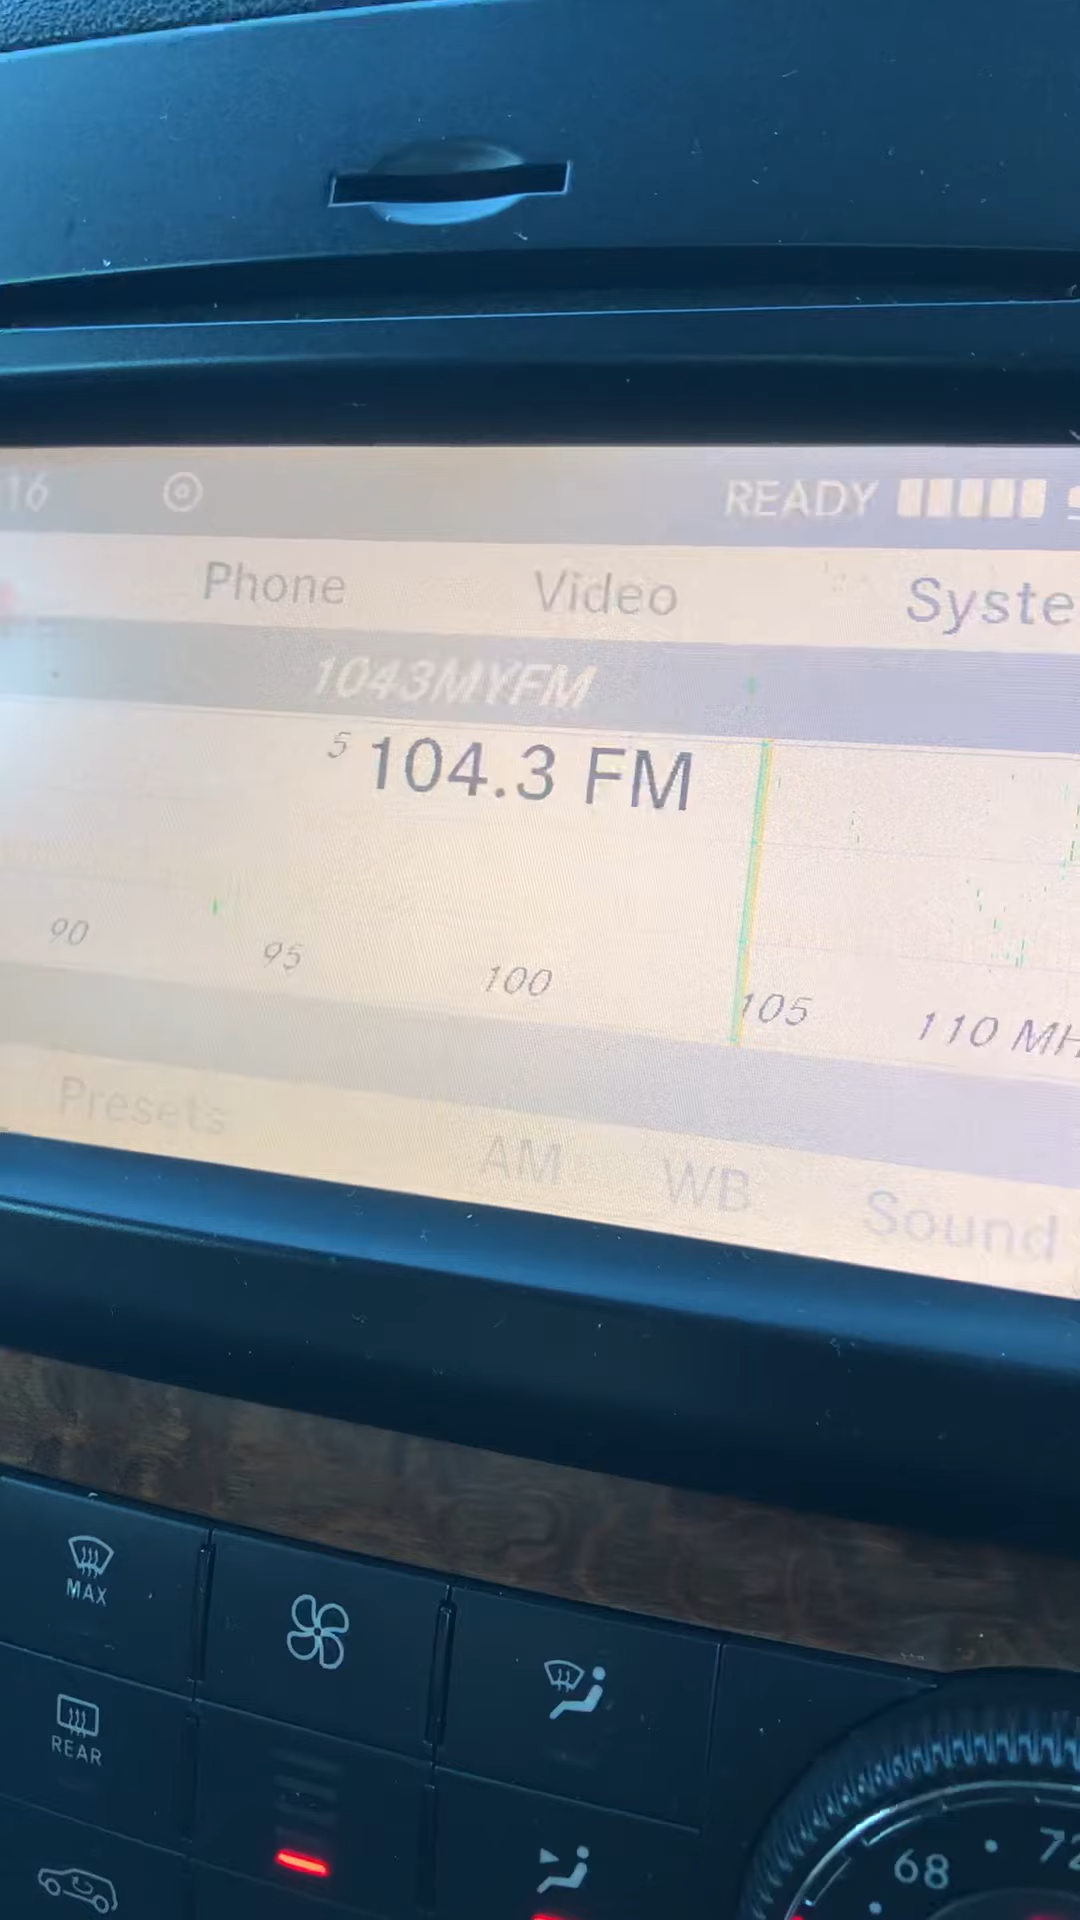 16 READY
Phone Video Syste
1043MYFM
5 104.3 FM
90 95 100 105 110 MH
Presets AM WB Sound
MAX
REAR
68 72